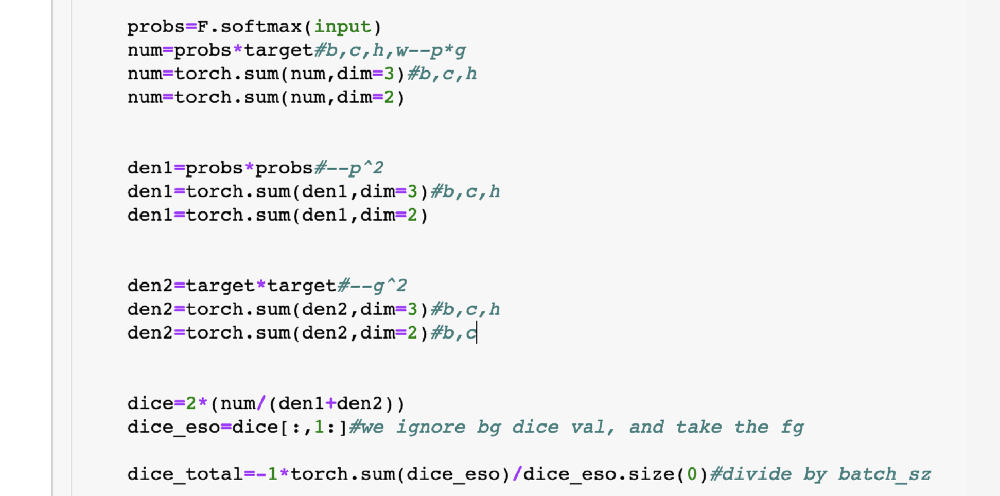 probs=F.softmax(input)
num=probs*target#b,c,h,w--p*g
num=torch.sum(num,dim=3)#b,c,h
num=torch.sum(num,dim=2)
den1=probs*probs#--p^2
den1=torch.sum(den1,dim=3)#b,c,h
den1=torch.sum(den1,dim=2)
den2=target*target#--g^2
den2=torch.sum(den2,dim=3)#b,c,h
den2=torch.sum(den2,dim=2)#b,c
dice=2*(num/(den1+den2))
dice_eso=dice[:,1:]#we ignore bg dice val, and take the fg
dice_total=-1*torch.sum(dice_eso)/dice_eso.size(0)#divide by batch_sz